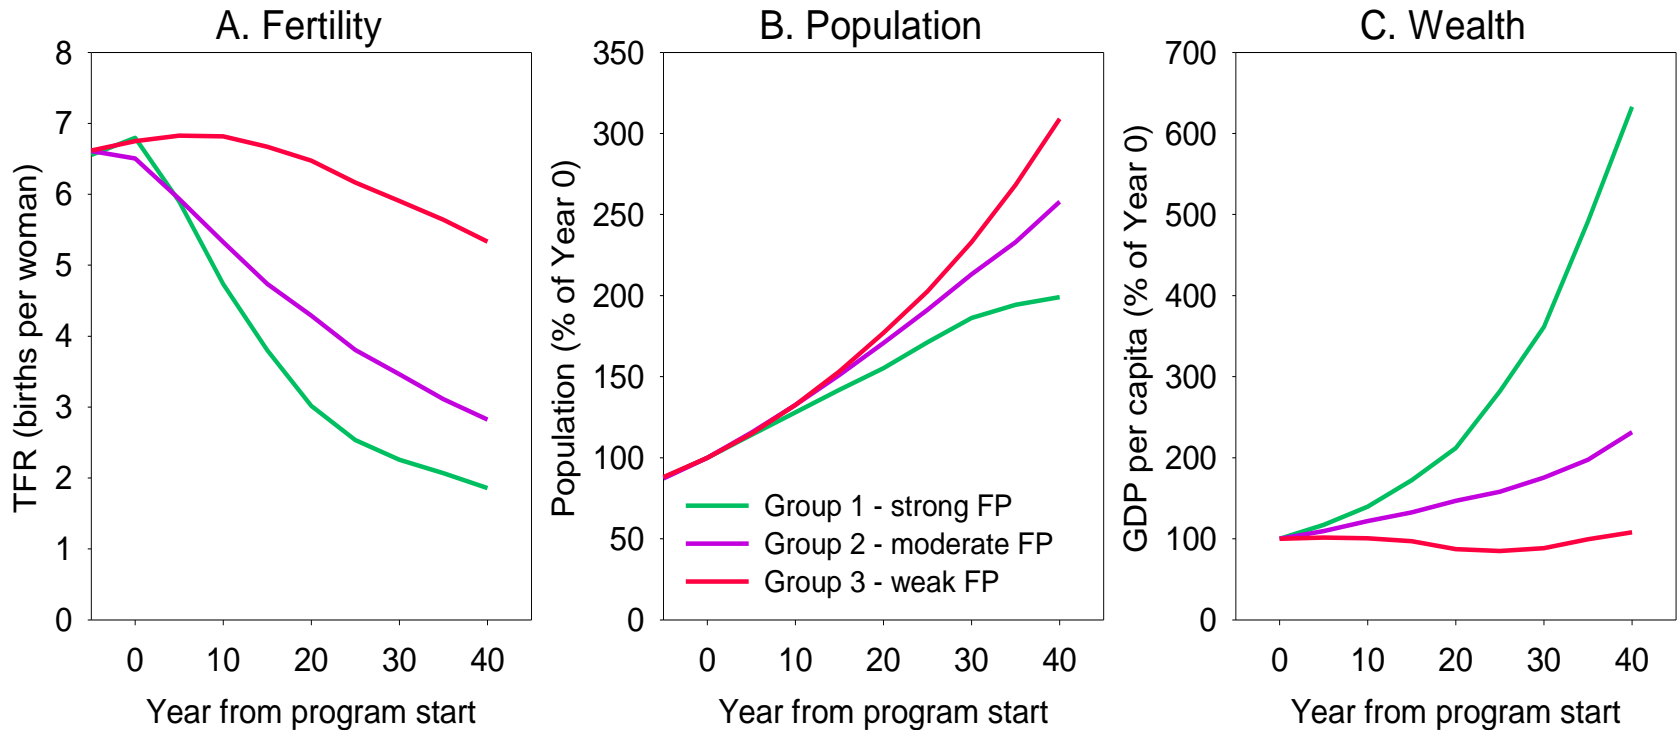 A. Fertility
8
7
6
5
4
3
2
1
0
TFR (births per woman)
0 10 20 30 40
Year from program start
B. Population
350
300
250
200
150
100
50
0
Population (% of Year 0)
Group 1 - strong FP
Group 2 - moderate FP
Group 3 - weak FP
0 10 20 30 40
Year from program start
C. Wealth
700
600
500
400
300
200
100
0
GDP per capita (% of Year 0)
0 10 20 30 40
Year from program start